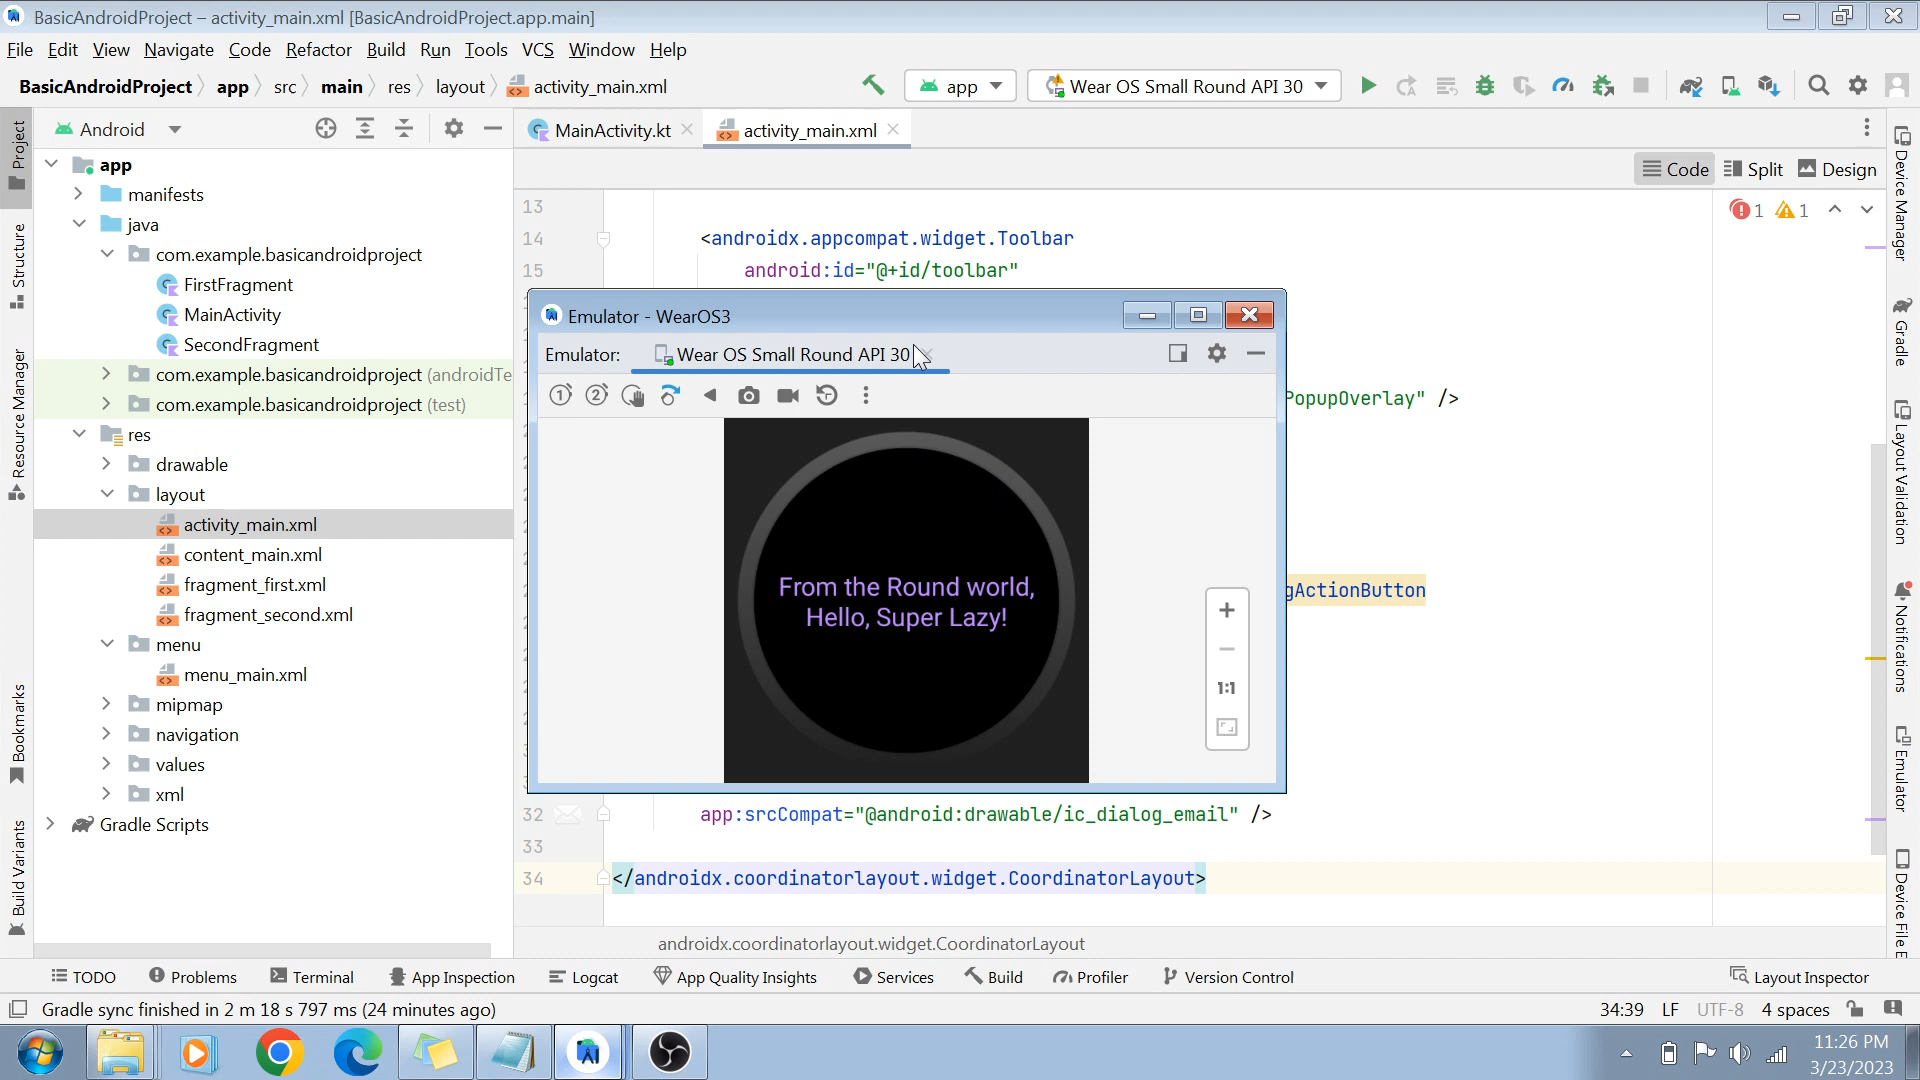 BasicAndroidProject – activity_main.xml [BasicAndroidProject.app.main]
File Edit View Navigate Code Refactor Build Run Tools VCS Window Help
BasicAndroidProject app src main res layout activity_main.xml
app
Wear OS Small Round API 30
Android
MainActivity.kt
activity_main.xml
Code Split Design
app
manifests
java
com.example.basicandroidproject
FirstFragment
MainActivity
SecondFragment
com.example.basicandroidproject (androidTe
com.example.basicandroidproject (test)
res
drawable
layout
activity_main.xml
content_main.xml
fragment_first.xml
fragment_second.xml
menu
menu_main.xml
mipmap
navigation
values
xml
Gradle Scripts
Project
Structure
Resource Manager
Bookmarks
Build Variants
13
14 <androidx.appcompat.widget.Toolbar
15 android:id="@+id/toolbar"
1 1
PopupOverlay" />
gActionButton
32 app:srcCompat="@android:drawable/ic_dialog_email" />
33
34 </androidx.coordinatorlayout.widget.CoordinatorLayout>
androidx.coordinatorlayout.widget.CoordinatorLayout
Emulator - WearOS3
Emulator: Wear OS Small Round API 30
1 2
From the Round world,
Hello, Super Lazy!
1:1
Device Manager
Gradle
Layout Validation
Notifications
Emulator
Device File E
TODO Problems Terminal App Inspection Logcat App Quality Insights Services Build Profiler Version Control Layout Inspector
Gradle sync finished in 2 m 18 s 797 ms (24 minutes ago)
34:39 LF UTF-8 4 spaces
11:26 PM
3/23/2023